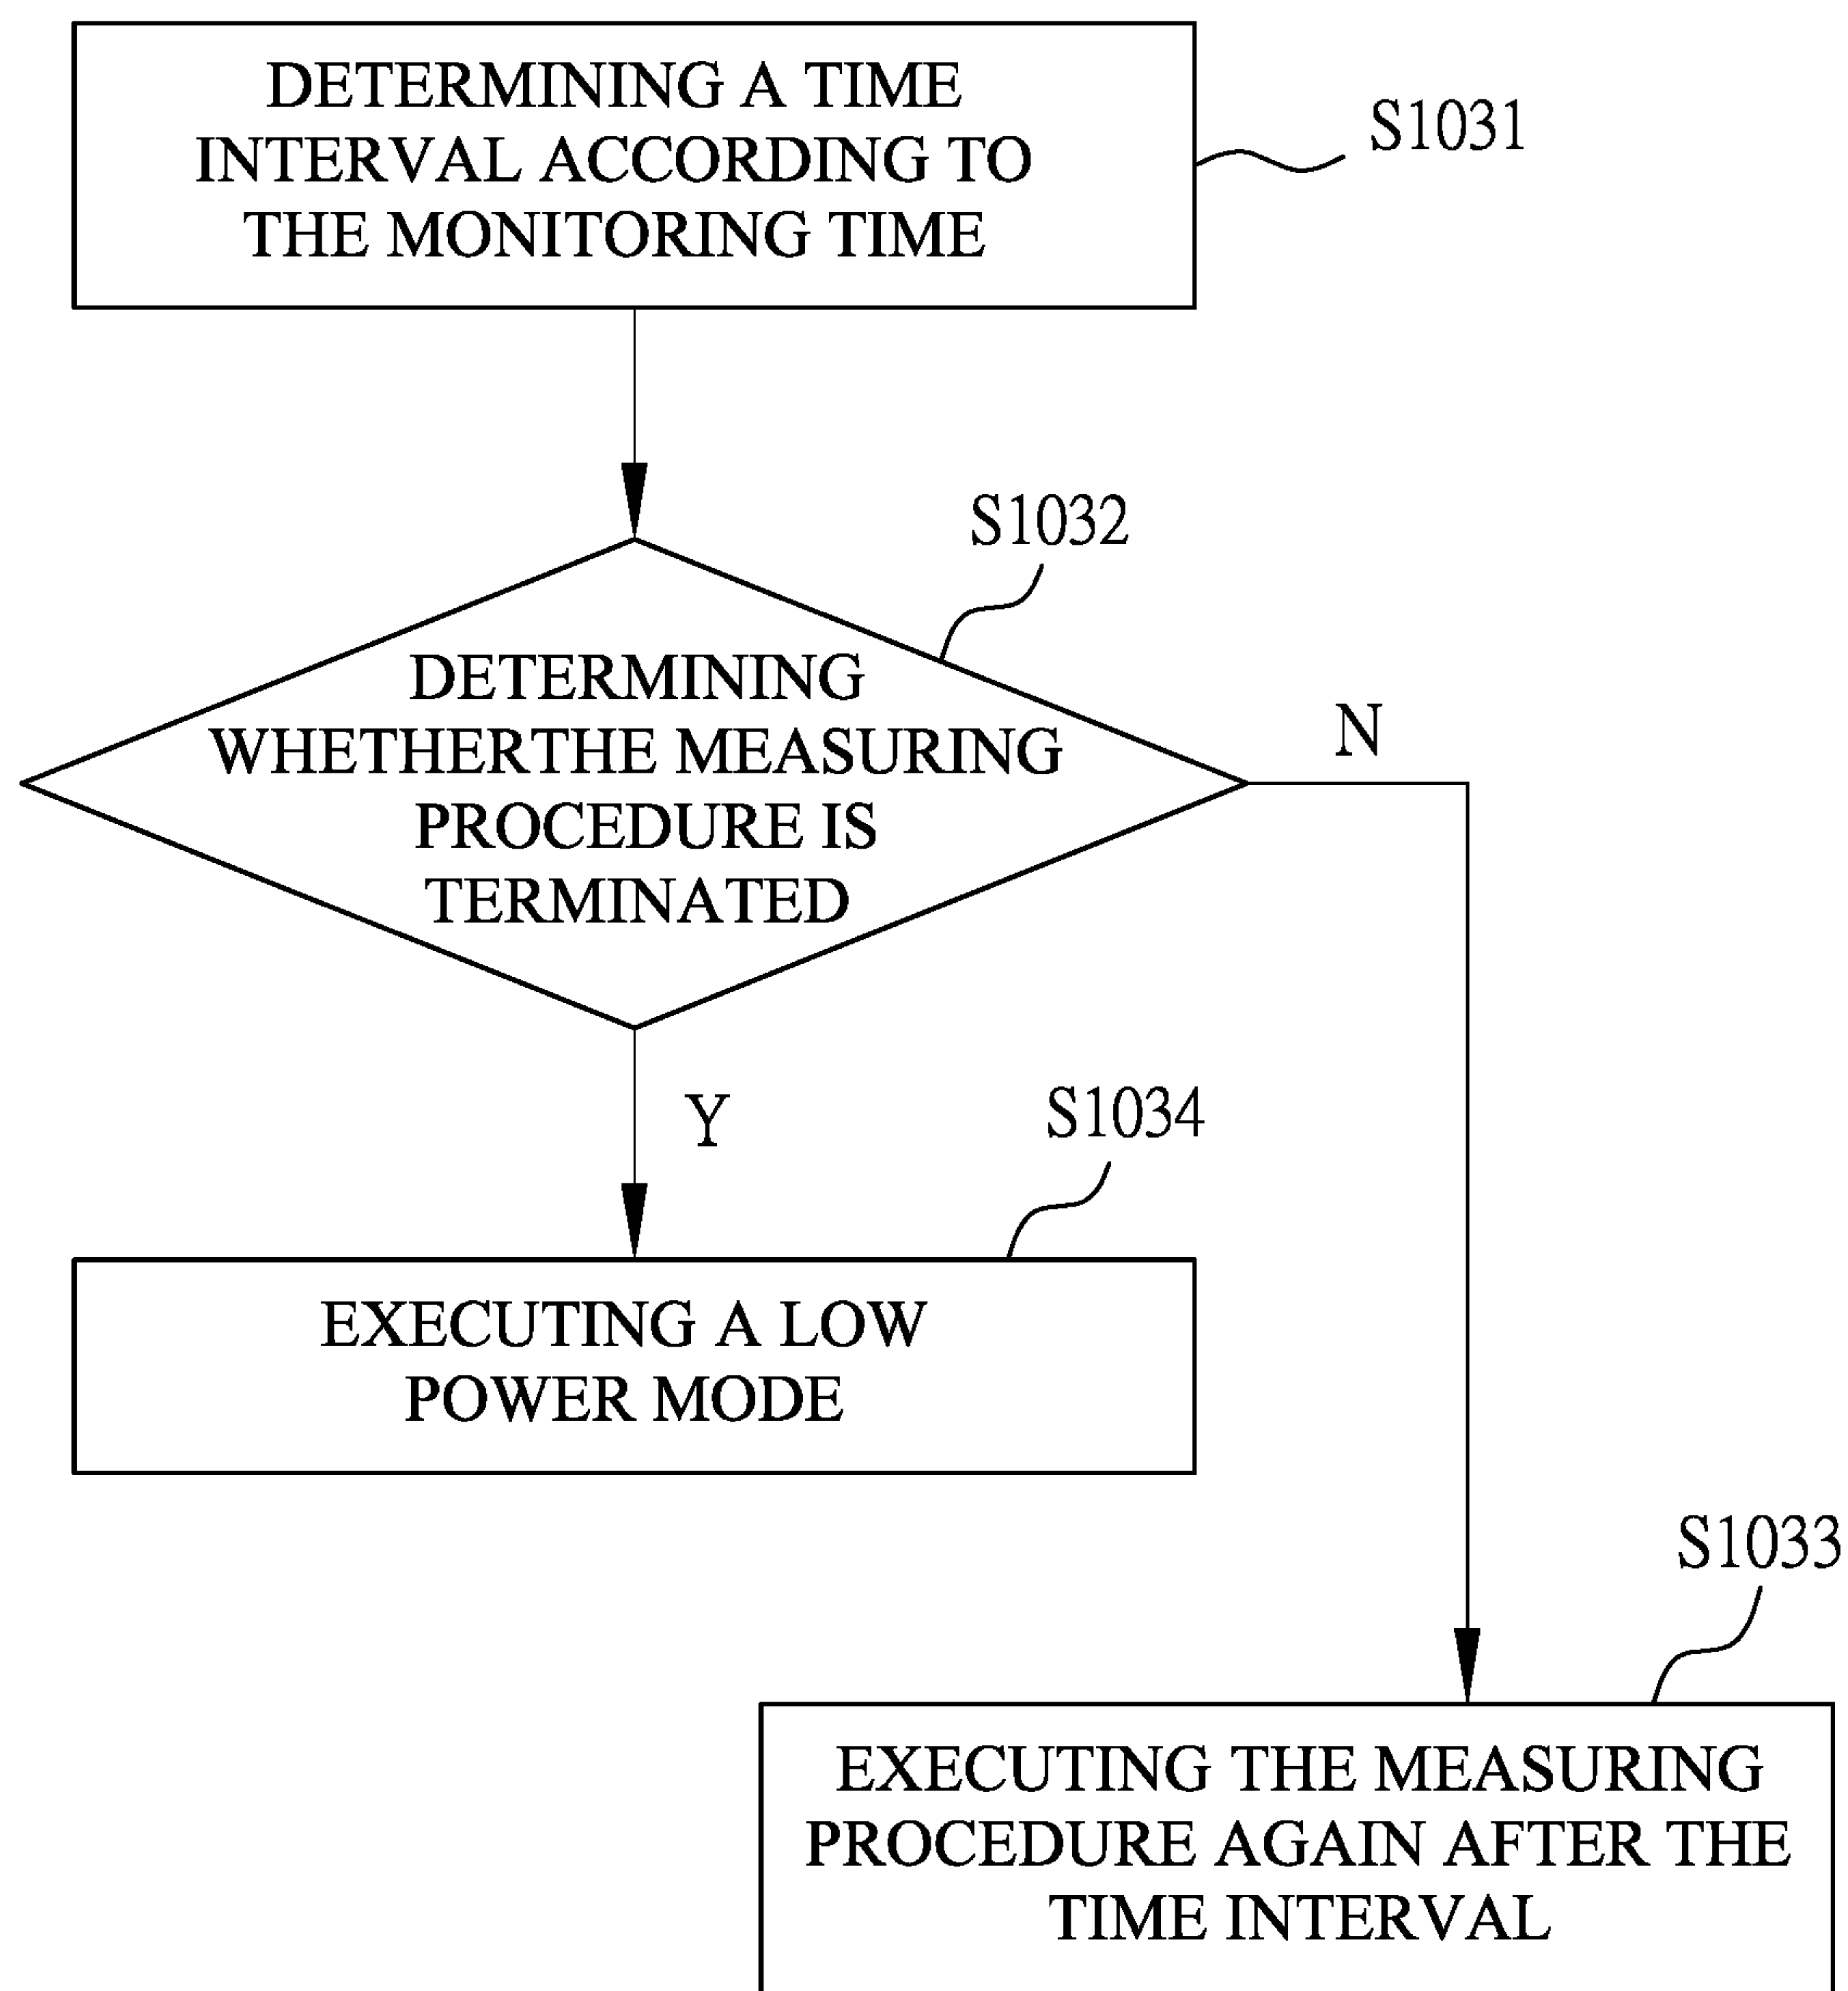 DETERMINING A TIME
INTERVAL ACCORDING TO
THE MONITORING TIME
S1031
S1032
DETERMINING
WHETHERTHE MEASURING
PROCEDURE IS
TERMINATED
N
Y
S1034
EXECUTING A LOW
POWER MODE
S1033
EXECUTING THE MEASURING
PROCEDURE AGAIN AFTER THE
TIME INTERVAL